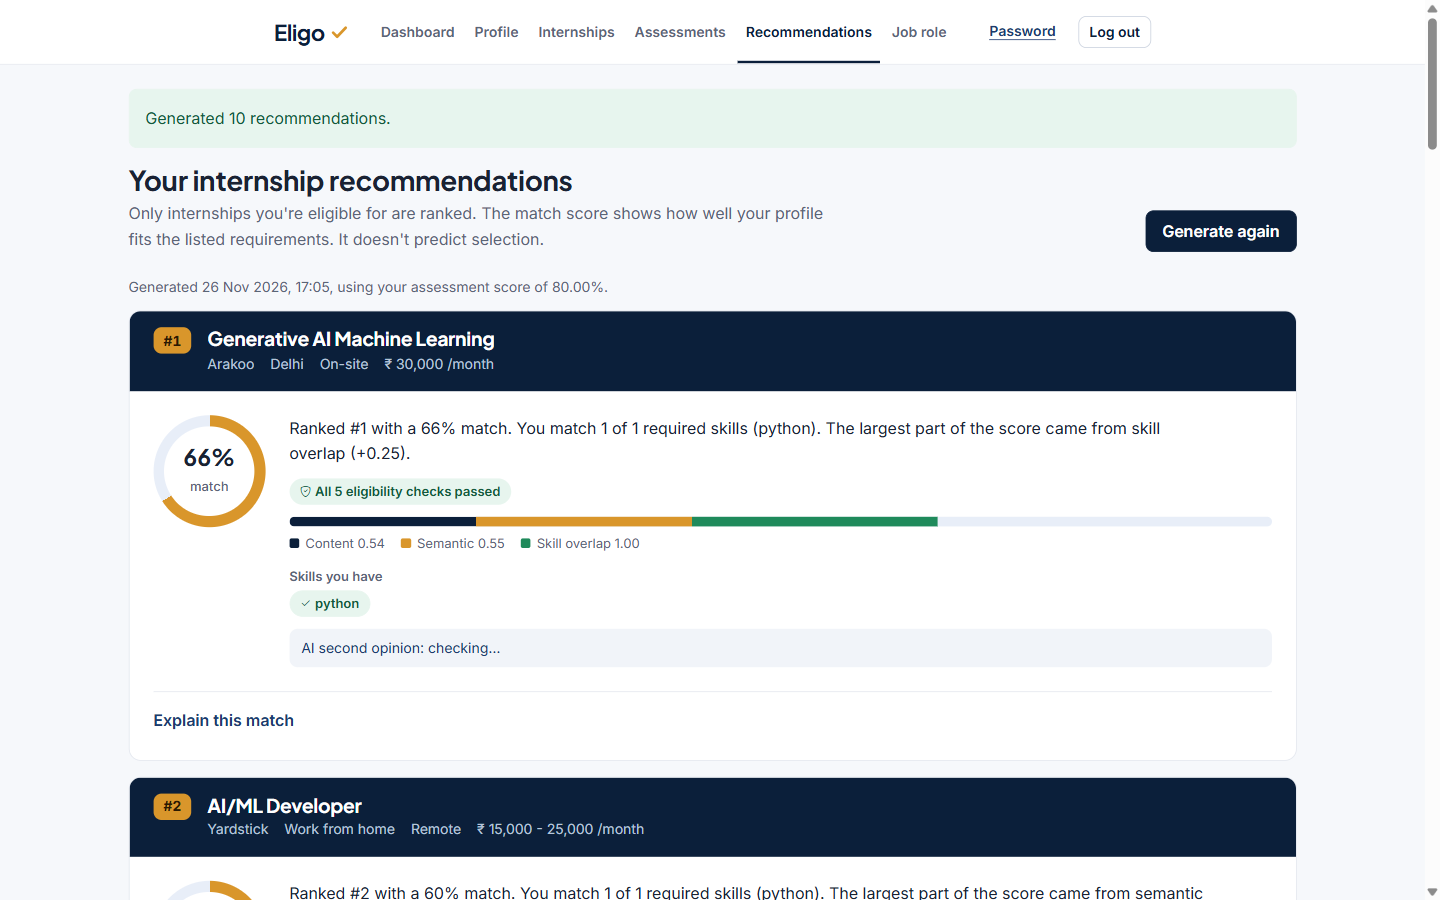 Eligo
Dashboard Profile Internships Assessments Recommendations Job role Password Log out
Generated 10 recommendations.
Your internship recommendations
Only internships you're eligible for are ranked. The match score shows how well your profile
fits the listed requirements. It doesn't predict selection.
Generate again
Generated 26 Nov 2026, 17:05, using your assessment score of 80.00%.
#1 Generative AI Machine Learning
Arakoo Delhi On-site ₹ 30,000 /month
66%
match
Ranked #1 with a 66% match. You match 1 of 1 required skills (python). The largest part of the score came from skill
overlap (+0.25).
All 5 eligibility checks passed
Content 0.54 Semantic 0.55 Skill overlap 1.00
Skills you have
python
AI second opinion: checking...
Explain this match
#2 AI/ML Developer
Yardstick Work from home Remote ₹ 15,000 - 25,000 /month
Ranked #2 with a 60% match. You match 1 of 1 required skills (python). The largest part of the score came from semantic